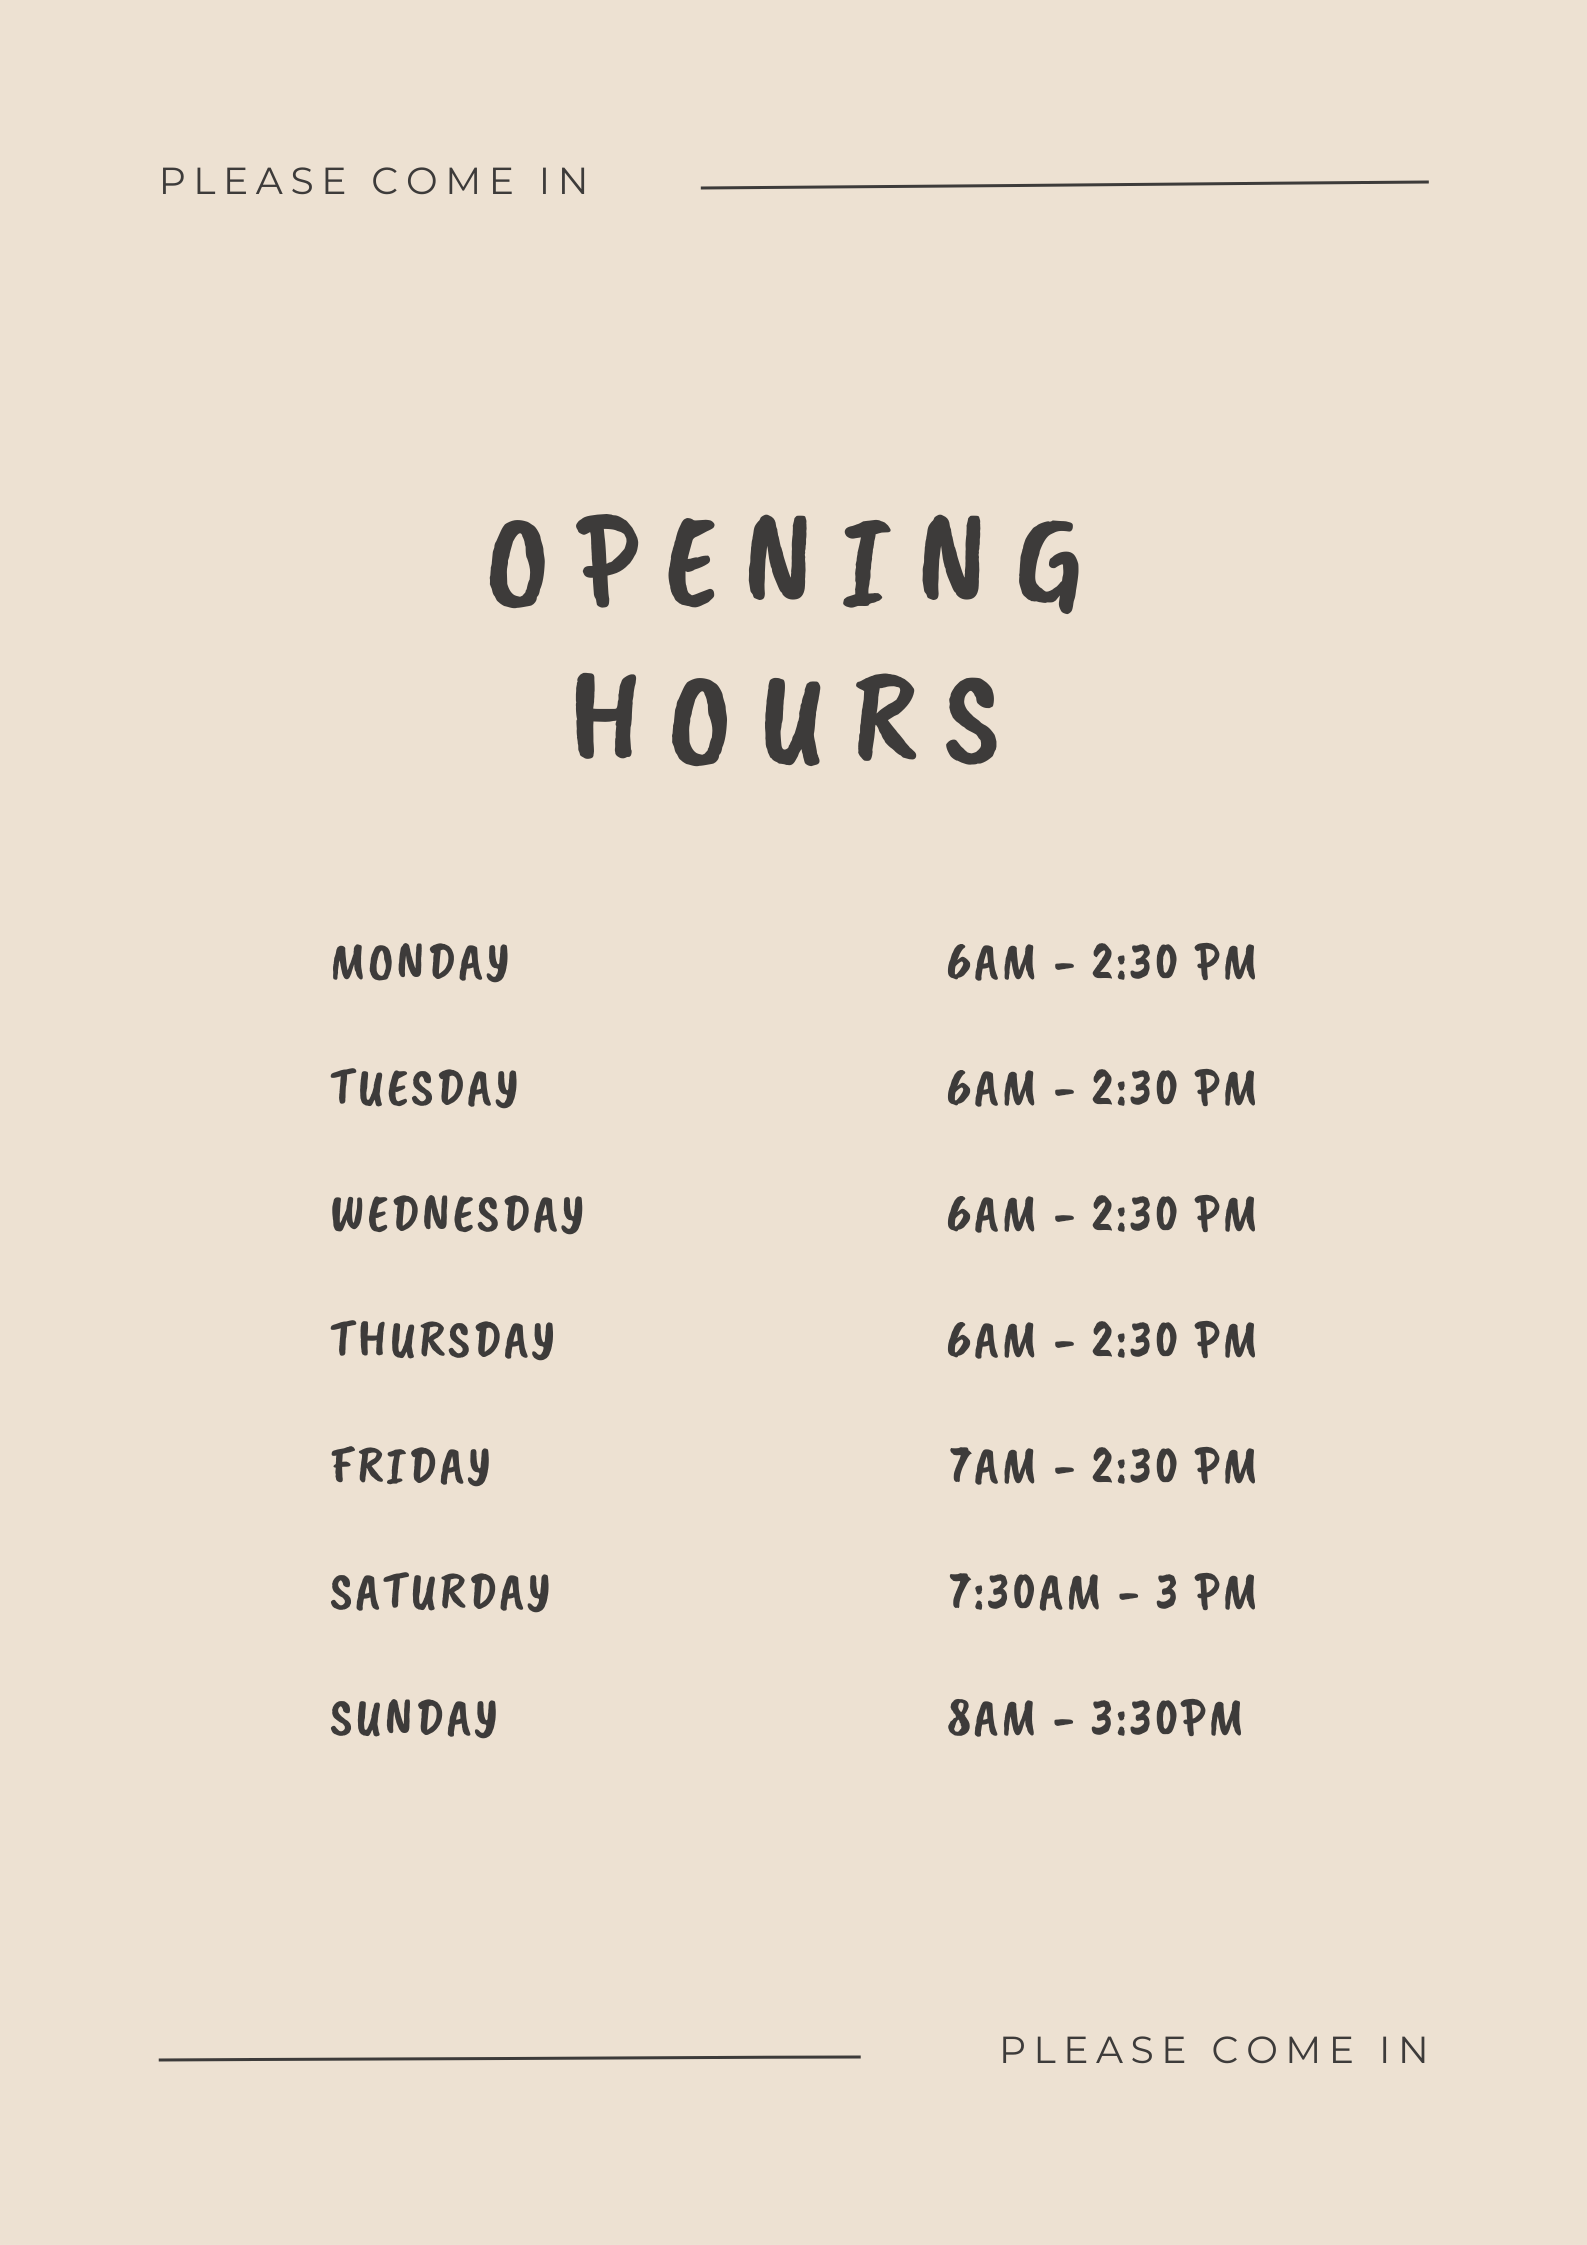 PLEASE COME IN
OPENING
HOURS
MONDAY 6AM - 2:30 PM
TUESDAY 6AM - 2:30 PM
WEDNESDAY 6AM - 2:30 PM
THURSDAY 6AM - 2:30 PM
FRIDAY 7AM - 2:30 PM
SATURDAY 7:30AM - 3 PM
SUNDAY 8AM - 3:30PM
PLEASE COME IN